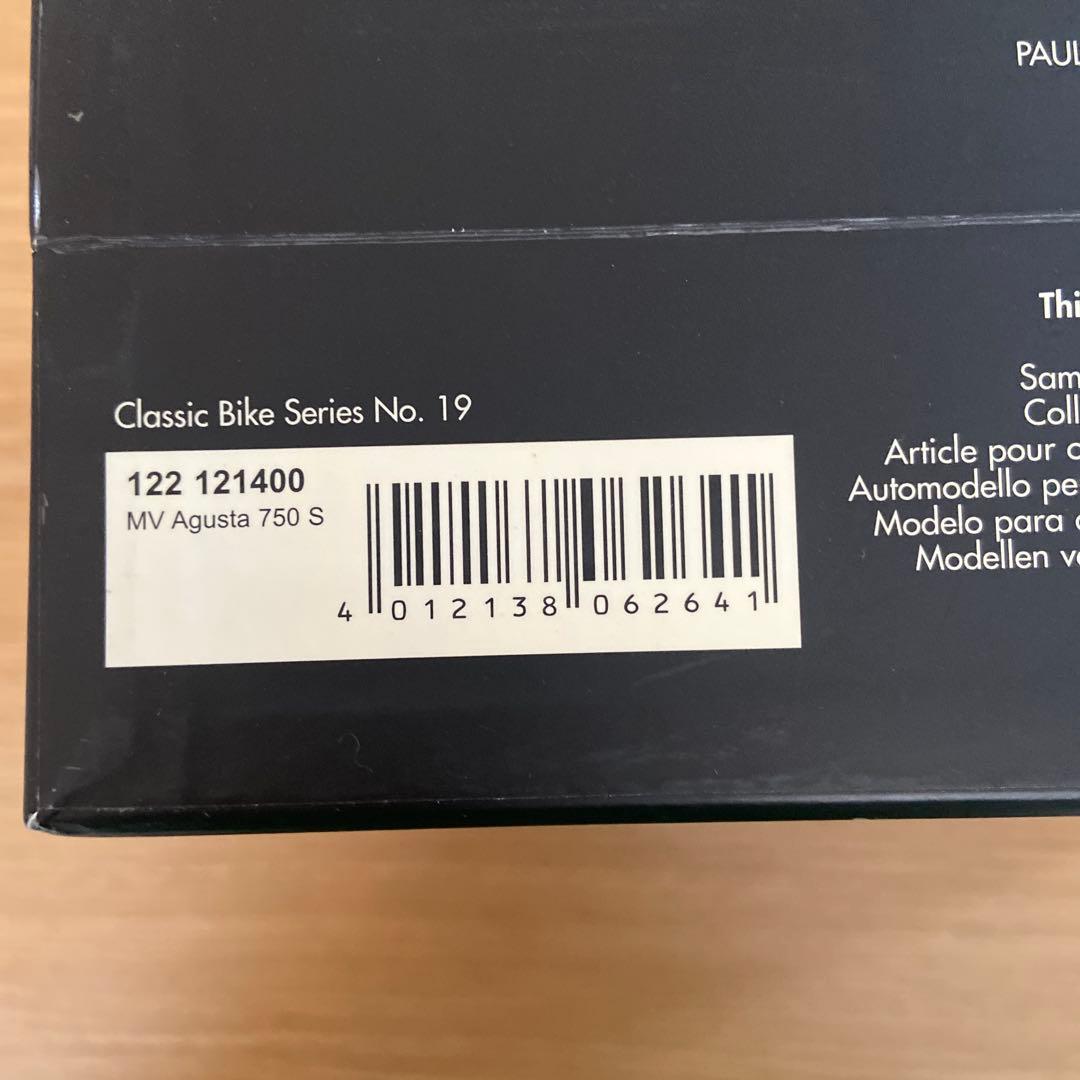 PAUL
Thi
Sam
Coll
Article pour c
Automodello pe
Modelo para c
Modellen ve
Classic Bike Series No. 19
122 121400
MV Agusta 750 S
4 012138 062641